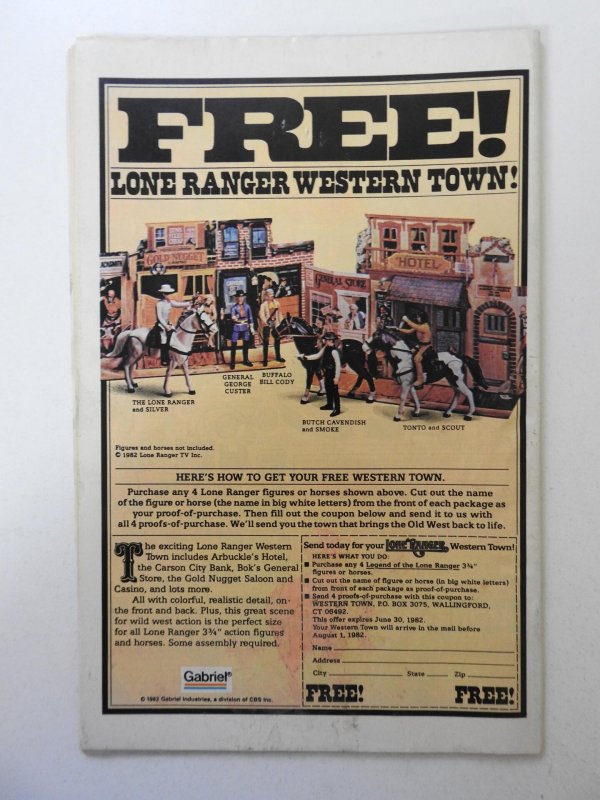 FREE!
LONE RANGER WESTERN TOWN!
GOLD NUGGET
HOTEL
GENERAL STORE
THE LONE RANGER
and SILVER
GENERAL
GEORGE
CUSTER
BUFFALO
BILL CODY
BUTCH CAVENDISH
and SMOKE
TONTO and SCOUT
Figures and horses not included.
© 1982 Lone Ranger TV Inc.
HERE'S HOW TO GET YOUR FREE WESTERN TOWN.
Purchase any 4 Lone Ranger figures or horses shown above. Cut out the name
of the figure or horse (the name in big white letters) from the front of each package as
your proof-of-purchase. Then fill out the coupon below and send it to us with
all 4 proofs-of-purchase. We'll send you the town that brings the Old West back to life.
The exciting Lone Ranger Western
Town includes Arbuckle's Hotel,
the Carson City Bank, Bok's General
Store, the Gold Nugget Saloon and
Casino, and lots more.
All with colorful, realistic detail, on
the front and back. Plus, this great scene
for wild west action is the perfect size
for all Lone Ranger 3¾" action figures
and horses. Some assembly required.
Gabriel®
© 1982 Gabriel Industries, a division of CBS Inc.
Send today for your LONE RANGER Western Town!
HERE'S WHAT YOU DO:
■ Purchase any 4 Legend of the Lone Ranger 3¾"
figures or horses.
■ Cut out the name of figure or horse (in big white letters)
from front of each package as proof-of-purchase.
■ Send 4 proofs-of-purchase with this coupon to:
WESTERN TOWN, P.O. BOX 3075, WALLINGFORD,
CT 06492.
This offer expires June 30, 1982.
Your Western Town will arrive in the mail before
August 1, 1982.
Name
Address
City State Zip
FREE! FREE!